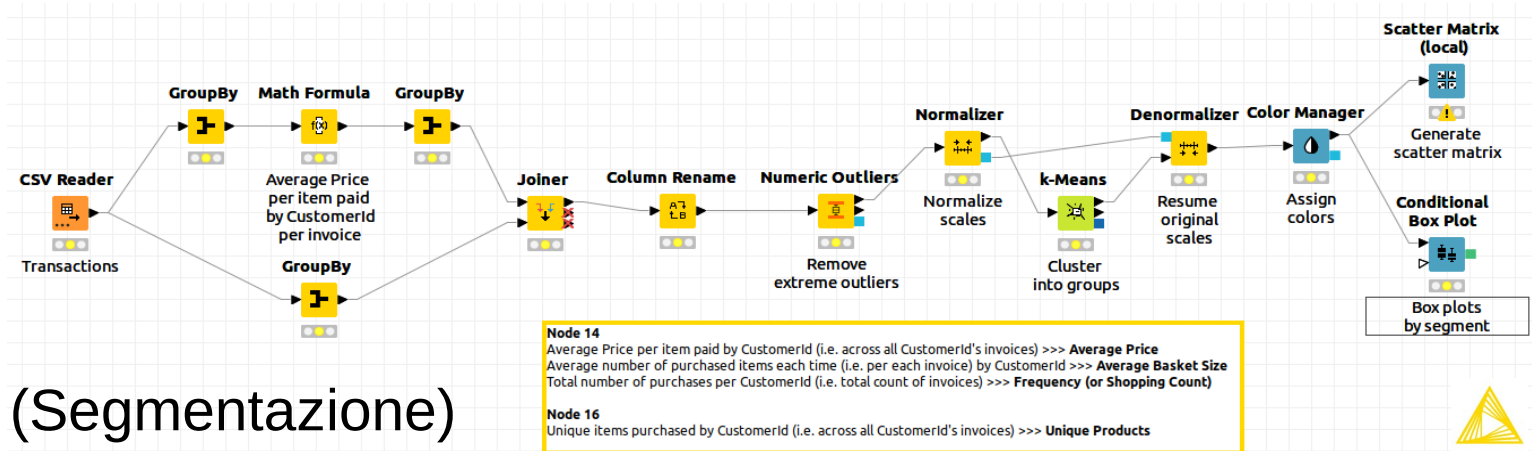 Scatter Matrix
(local)
Generate
scatter matrix
GroupBy
Math Formula
GroupBy
Average Price
per item paid
by CustomerId
per invoice
Normalizer
Normalize
scales
Denormalizer
Resume
original
scales
Color Manager
Assign
colors
CSV Reader
Transactions
Joiner
Column Rename
Numeric Outliers
Remove
extreme outliers
k-Means
Cluster
into groups
Conditional
Box Plot
Box plots
by segment
GroupBy
Node 14
Average Price per item paid by CustomerId (i.e. across all CustomerId's invoices) >>> Average Price
Average number of purchased items each time (i.e. per each invoice) by CustomerId >>> Average Basket Size
Total number of purchases per CustomerId (i.e. total count of invoices) >>> Frequency (or Shopping Count)
Node 16
Unique items purchased by CustomerId (i.e. across all CustomerId's invoices) >>> Unique Products
(Segmentazione)